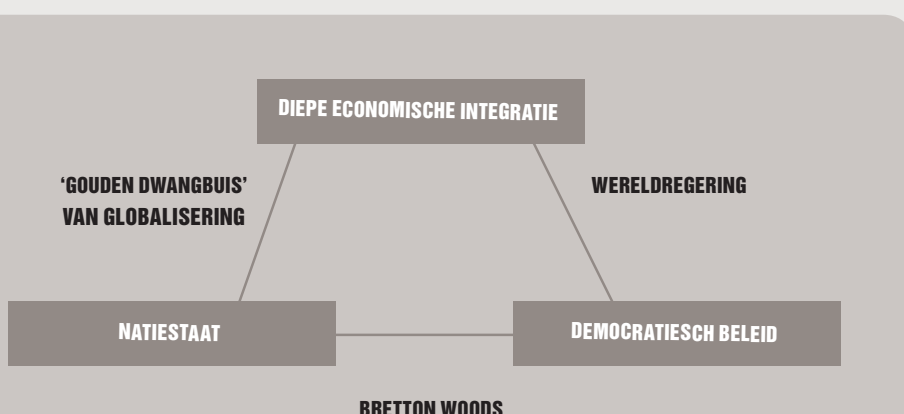 DIEPE ECONOMISCHE INTEGRATIE
‘GOUDEN DWANGBUIS’
VAN GLOBALISERING
WERELDREGERING
NATIESTAAT
DEMOCRATIESCH BELEID
BRETTON WOODS